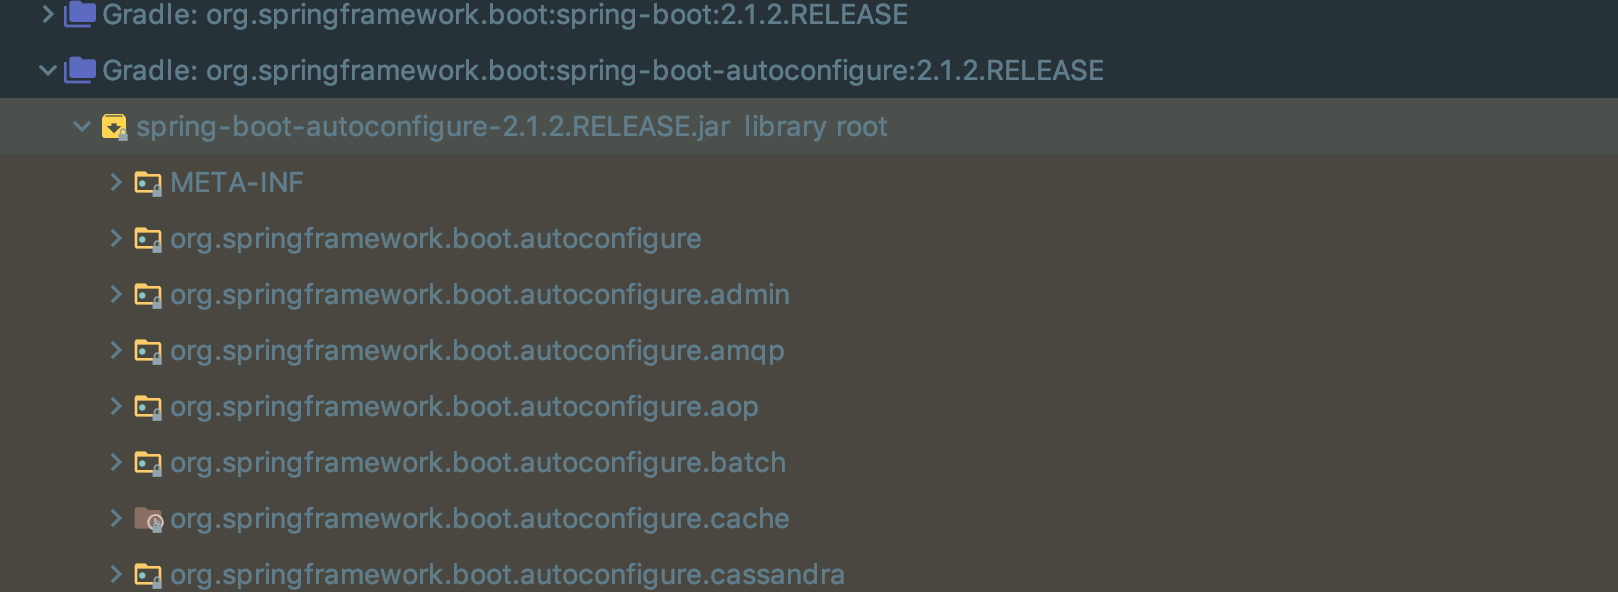 Gradle: org.springframework.boot:spring-boot:2.1.2.RELEASE
Gradle: org.springframework.boot:spring-boot-autoconfigure:2.1.2.RELEASE
spring-boot-autoconfigure-2.1.2.RELEASE.jar library root
META-INF
org.springframework.boot.autoconfigure
org.springframework.boot.autoconfigure.admin
org.springframework.boot.autoconfigure.amqp
org.springframework.boot.autoconfigure.aop
org.springframework.boot.autoconfigure.batch
org.springframework.boot.autoconfigure.cache
org.springframework.boot.autoconfigure.cassandra